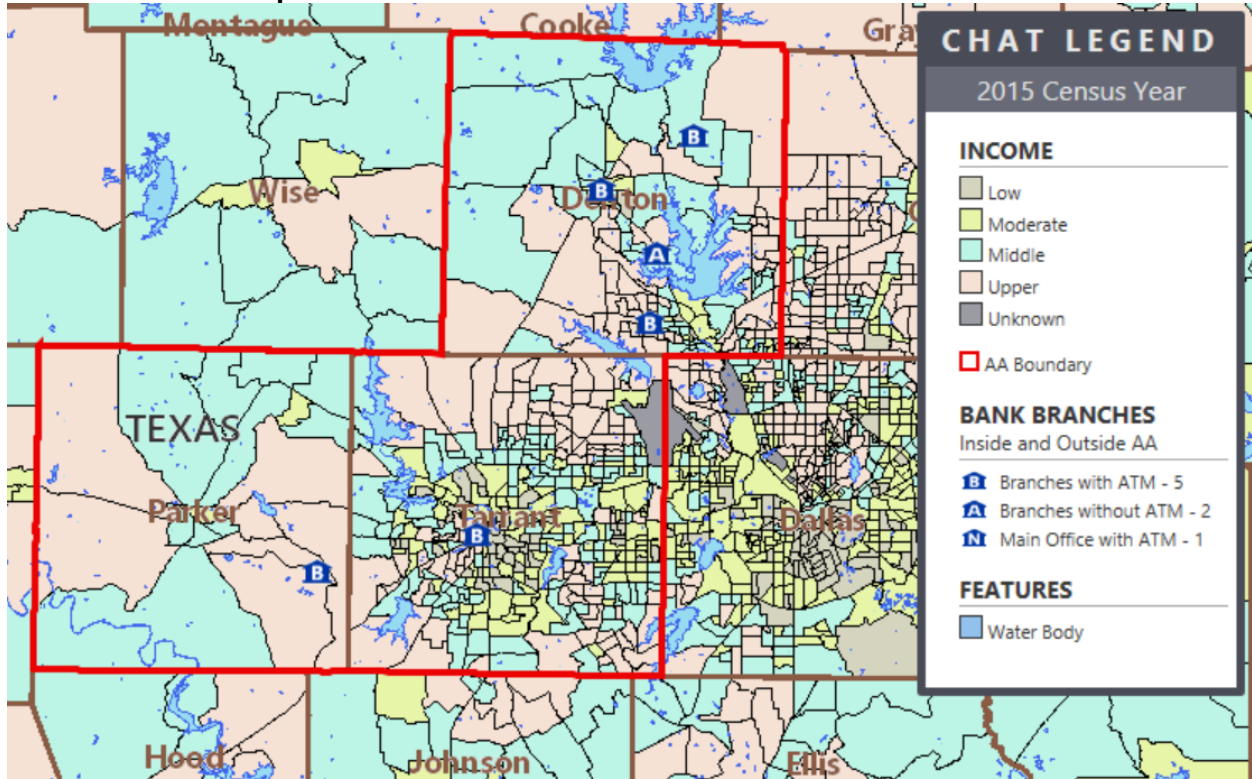 Montague
Cooke
Gray
CHAT LEGEND
2015 Census Year
INCOME
Low
Moderate
Middle
Upper
Unknown
AA Boundary
BANK BRANCHES
Inside and Outside AA
B Branches with ATM - 5
A Branches without ATM - 2
N Main Office with ATM - 1
FEATURES
Water Body
B
Wise
B
Denton
C
A
B
TEXAS
Parker
Tarrant
Dallas
B
B
Hood
Johnson
Ellis